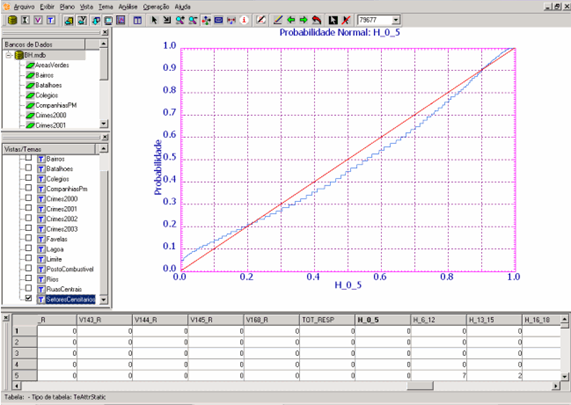 Arquivo Exibir Plano Vista Tema Análise Operação Ajuda
I V T
i
79677
Bancos de Dados
BH.mdb
AreasVerdes
Bairros
Batalhoes
Colegios
CompanhiasPM
Crimes2000
Crimes2001
Vistas/Temas
Bairros
Batalhoes
Colegios
CompanhiasPm
Crimes2000
Crimes2001
Crimes2002
Crimes2003
Favelas
Lagoa
Limite
PostoCombustivel
Rios
RuasCentrais
SetoresCensitarios
Probabilidade Normal: H_0_5
Probabilidade
1.0
0.9
0.8
0.7
0.6
0.5
0.4
0.3
0.2
0.1
0.0
0.0 0.2 0.4 0.6 0.8 1.0
H_0_5
_R V143_R V144_R V145_R V168_R TOT_RESP H_0_5 H_6_12 H_13_15 H_16_18
1 0 0 0 0 0 0 0 0 0 0
2 0 0 0 0 0 0 0 0 0 0
3 0 0 0 0 0 0 0 0 0 0
4 0 0 0 0 0 0 0 0 0 0
5 0 0 0 0 0 0 0 0 7 2
Tabela: - Tipo de tabela: TeAttrStatic